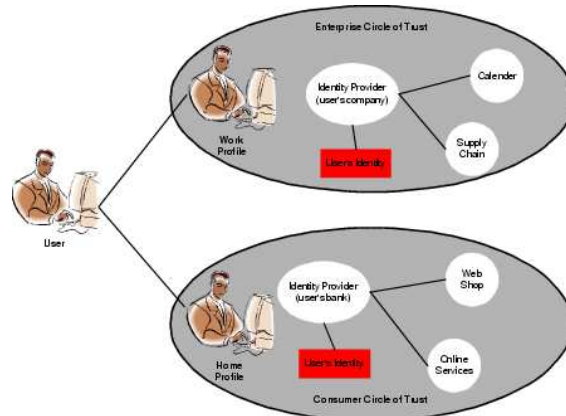 Enterprise Circle of Trust
Identity Provider
(user's company)
Calender
Work
Profile
User's Identity
Supply
Chain
User
Identity Provider
(user's bank)
Web
Shop
Home
Profile
User's Identity
Online
Services
Consumer Circle of Trust